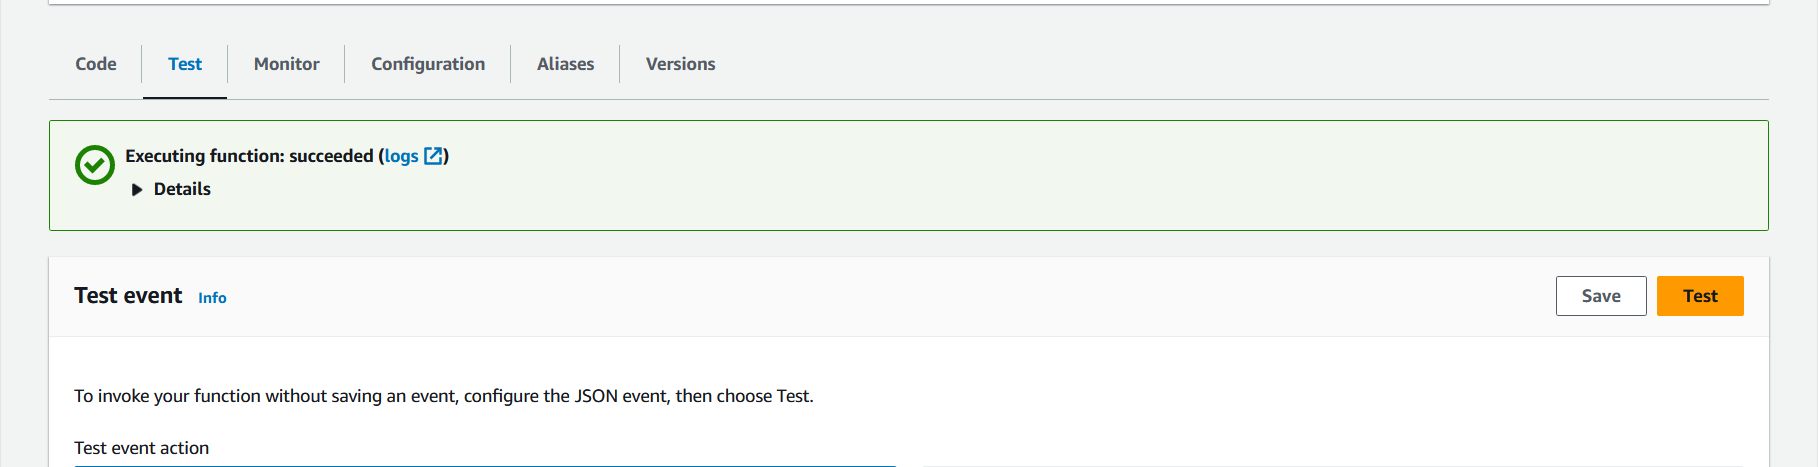 Code Test Monitor Configuration Aliases Versions
Executing function: succeeded (logs)
Details
Test event Info Save Test
To invoke your function without saving an event, configure the JSON event, then choose Test.
Test event action